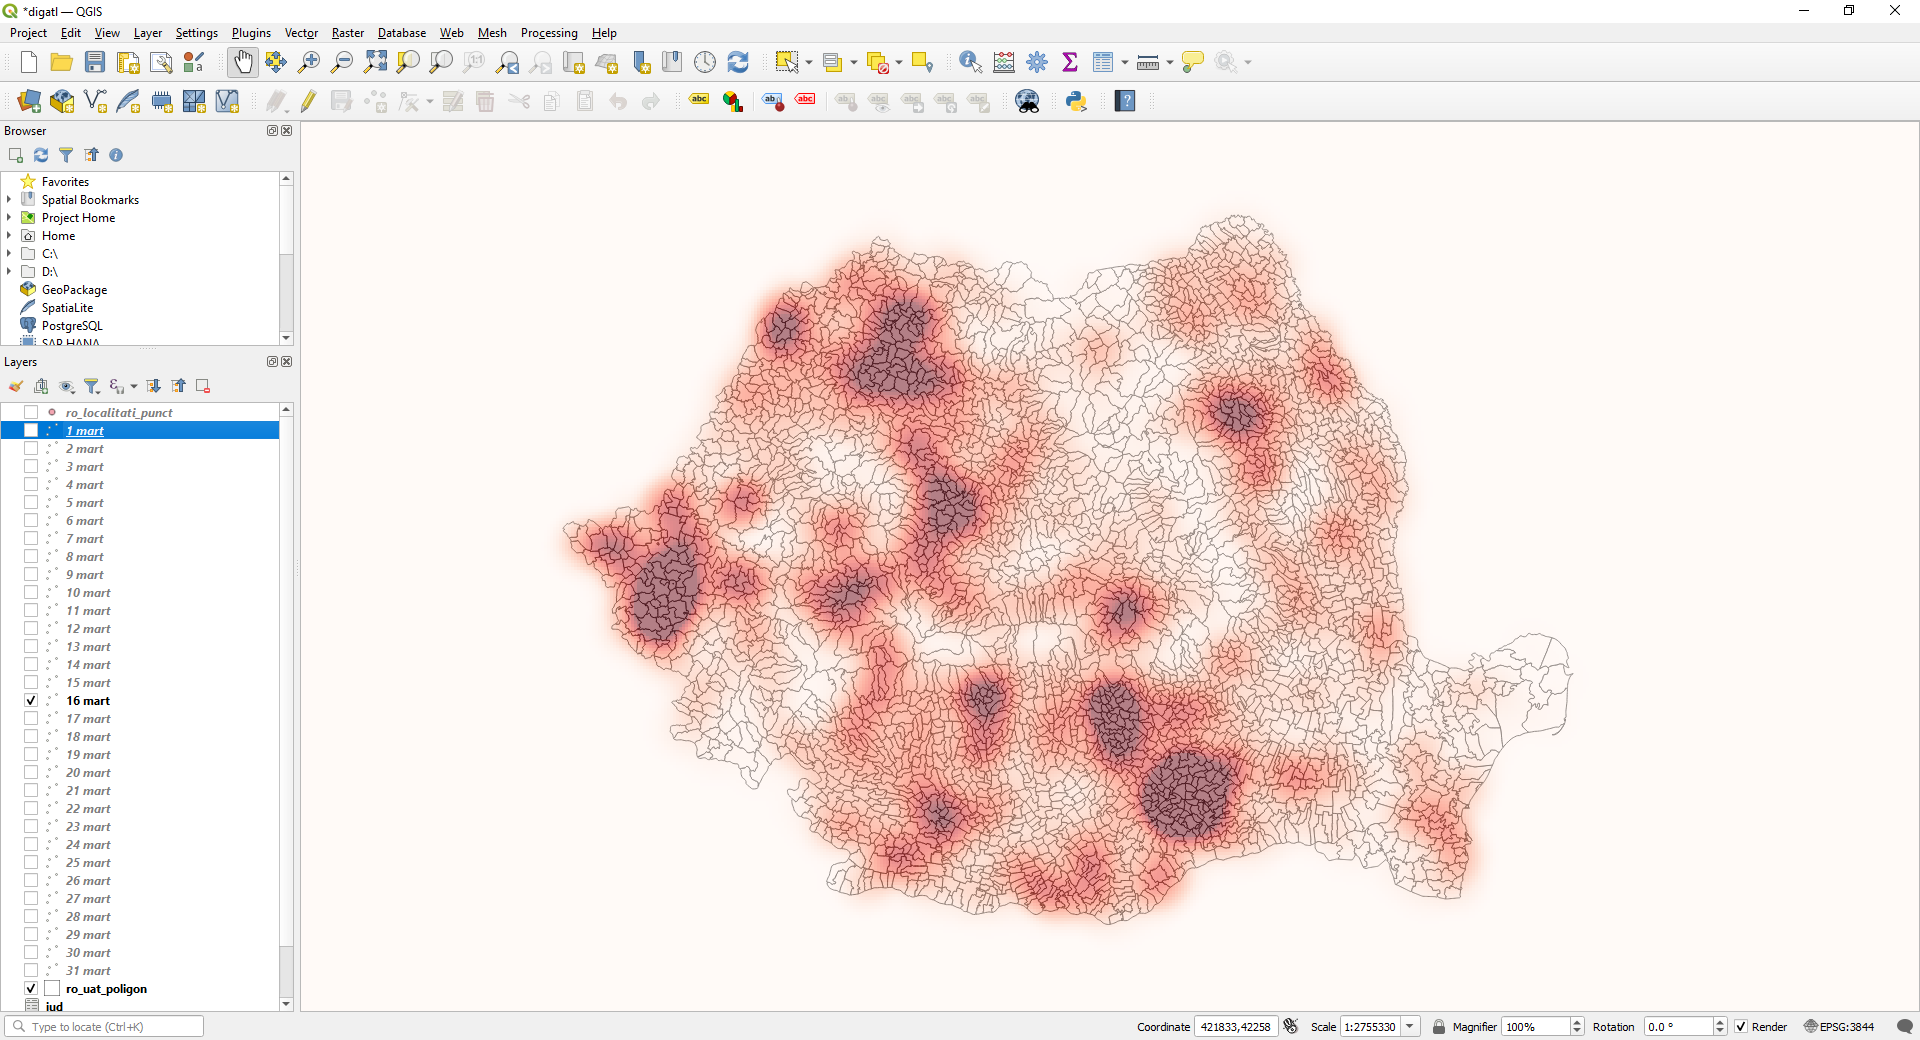 *digatl — QGIS
Project Edit View Layer Settings Plugins Vector Raster Database Web Mesh Processing Help
Browser
Favorites
Spatial Bookmarks
Project Home
Home
C:\
D:\
GeoPackage
SpatiaLite
PostgreSQL
SAP HANA
Layers
ro_localitati_punct
1 mart
2 mart
3 mart
4 mart
5 mart
6 mart
7 mart
8 mart
9 mart
10 mart
11 mart
12 mart
13 mart
14 mart
15 mart
16 mart
17 mart
18 mart
19 mart
20 mart
21 mart
22 mart
23 mart
24 mart
25 mart
26 mart
27 mart
28 mart
29 mart
30 mart
31 mart
ro_uat_poligon
iud
Type to locate (Ctrl+K)
Coordinate 421833,42258 Scale 1:2755330 Magnifier 100% Rotation 0.0 ° Render EPSG:3844